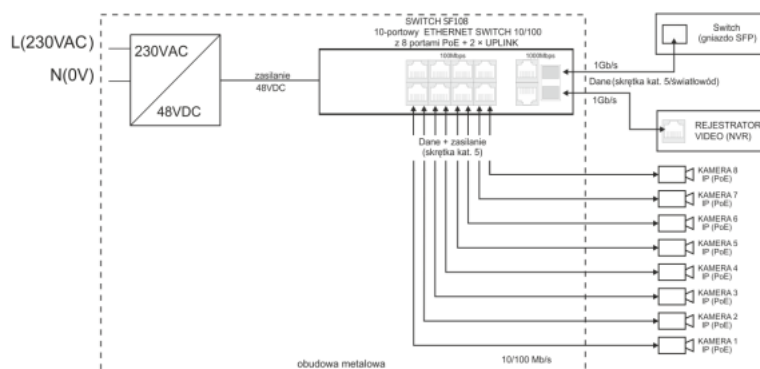 SWITCH SF108
10-portowy ETHERNET SWITCH 10/100
z 8 portami PoE + 2 × UPLINK
L(230VAC)
N(0V)
230VAC
48VDC
zasilanie
48VDC
100Mbps
1000Mbps
Switch
(gniazdo SFP)
1Gb/s
Dane(skrętka kat. 5/światłowód)
1Gb/s
REJESTRATOR
VIDEO (NVR)
Dane + zasilanie
(skrętka kat. 5)
KAMERA 8
IP (PoE)
KAMERA 7
IP (PoE)
KAMERA 6
IP (PoE)
KAMERA 5
IP (PoE)
KAMERA 4
IP (PoE)
KAMERA 3
IP (PoE)
KAMERA 2
IP (PoE)
KAMERA 1
IP (PoE)
obudowa metalowa
10/100 Mb/s